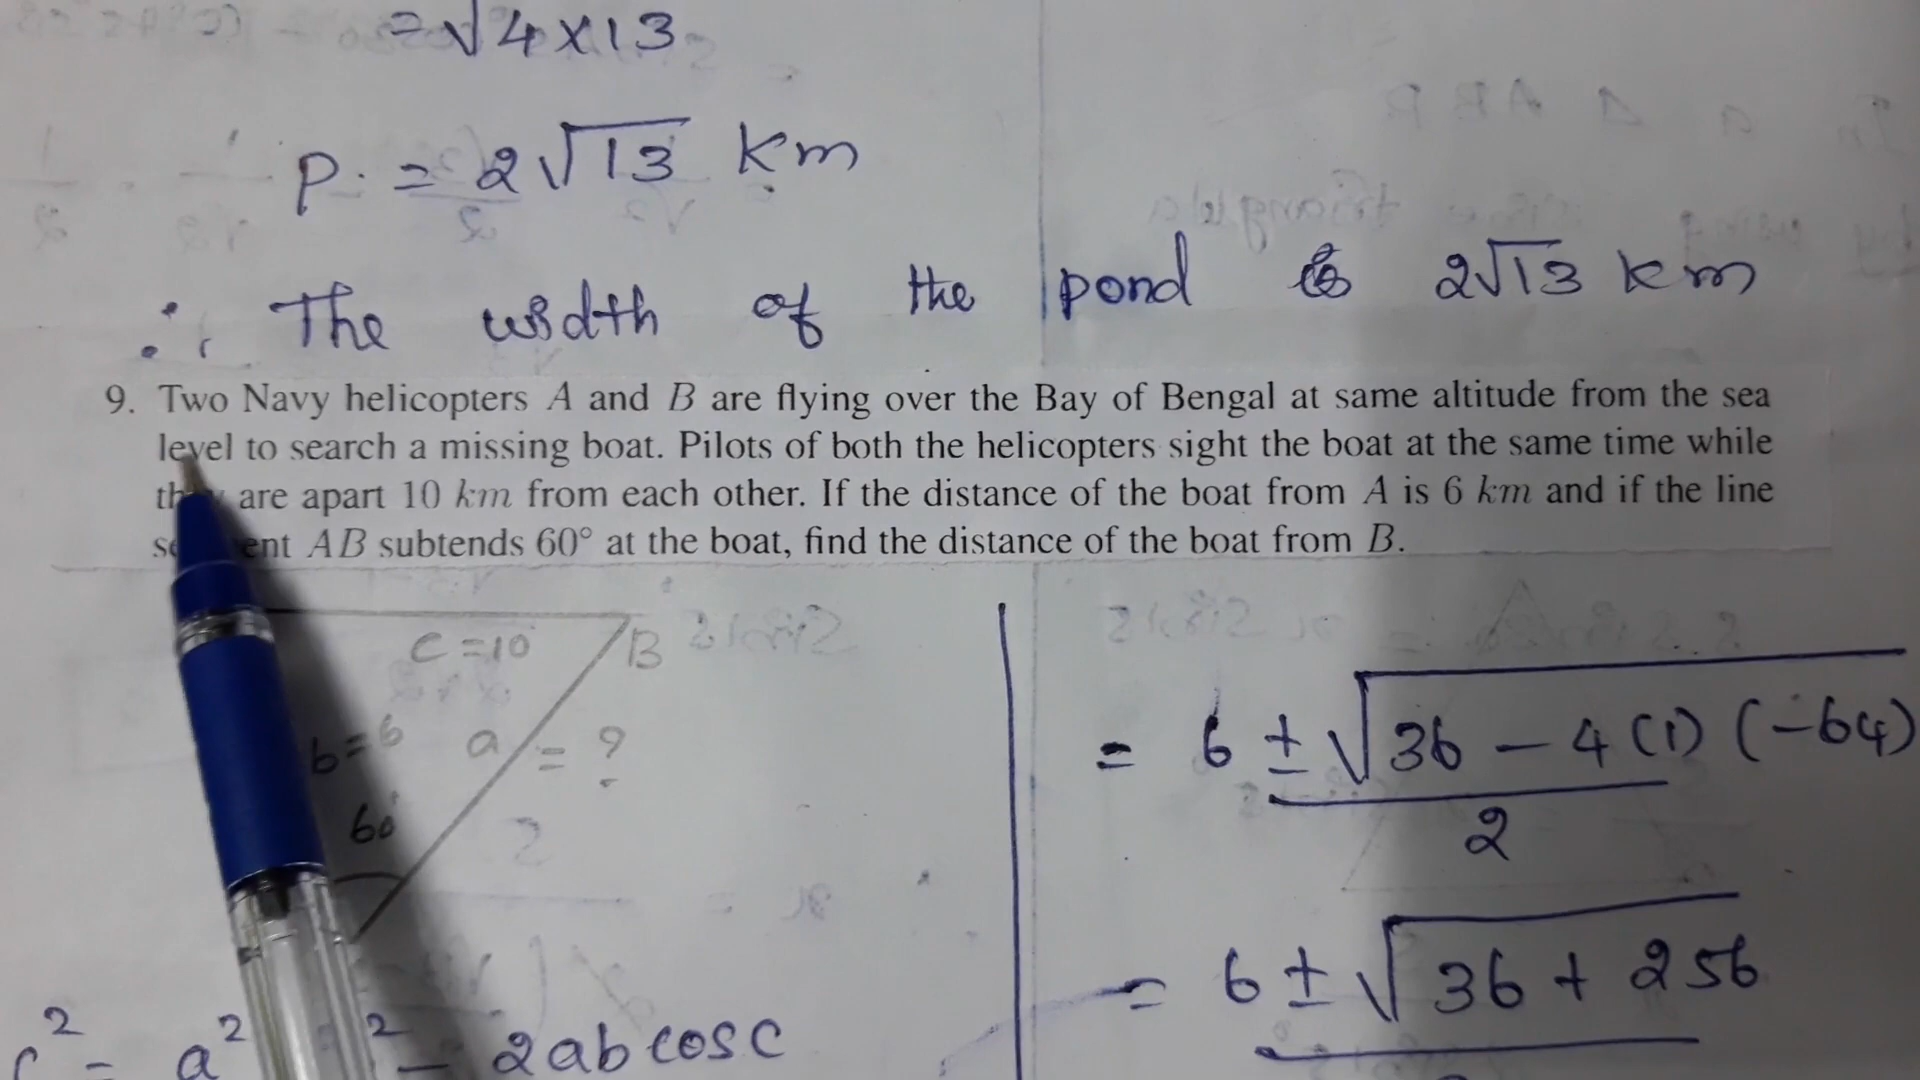 = √4×13
P = 2√13 km
∴ The width of the pond is 2√13 km
9. Two Navy helicopters A and B are flying over the Bay of Bengal at same altitude from the sea
level to search a missing boat. Pilots of both the helicopters sight the boat at the same time while
are apart 10 km from each other. If the distance of the boat from A is 6 km and if the line
AB subtends 60° at the boat, find the distance of the boat from B.
c=10 B
b=6 a = ?
60°
c² = a² ² - 2ab cos C
= 6 ± √36 - 4(1)(-64)
2
= 6 ± √36 + 256